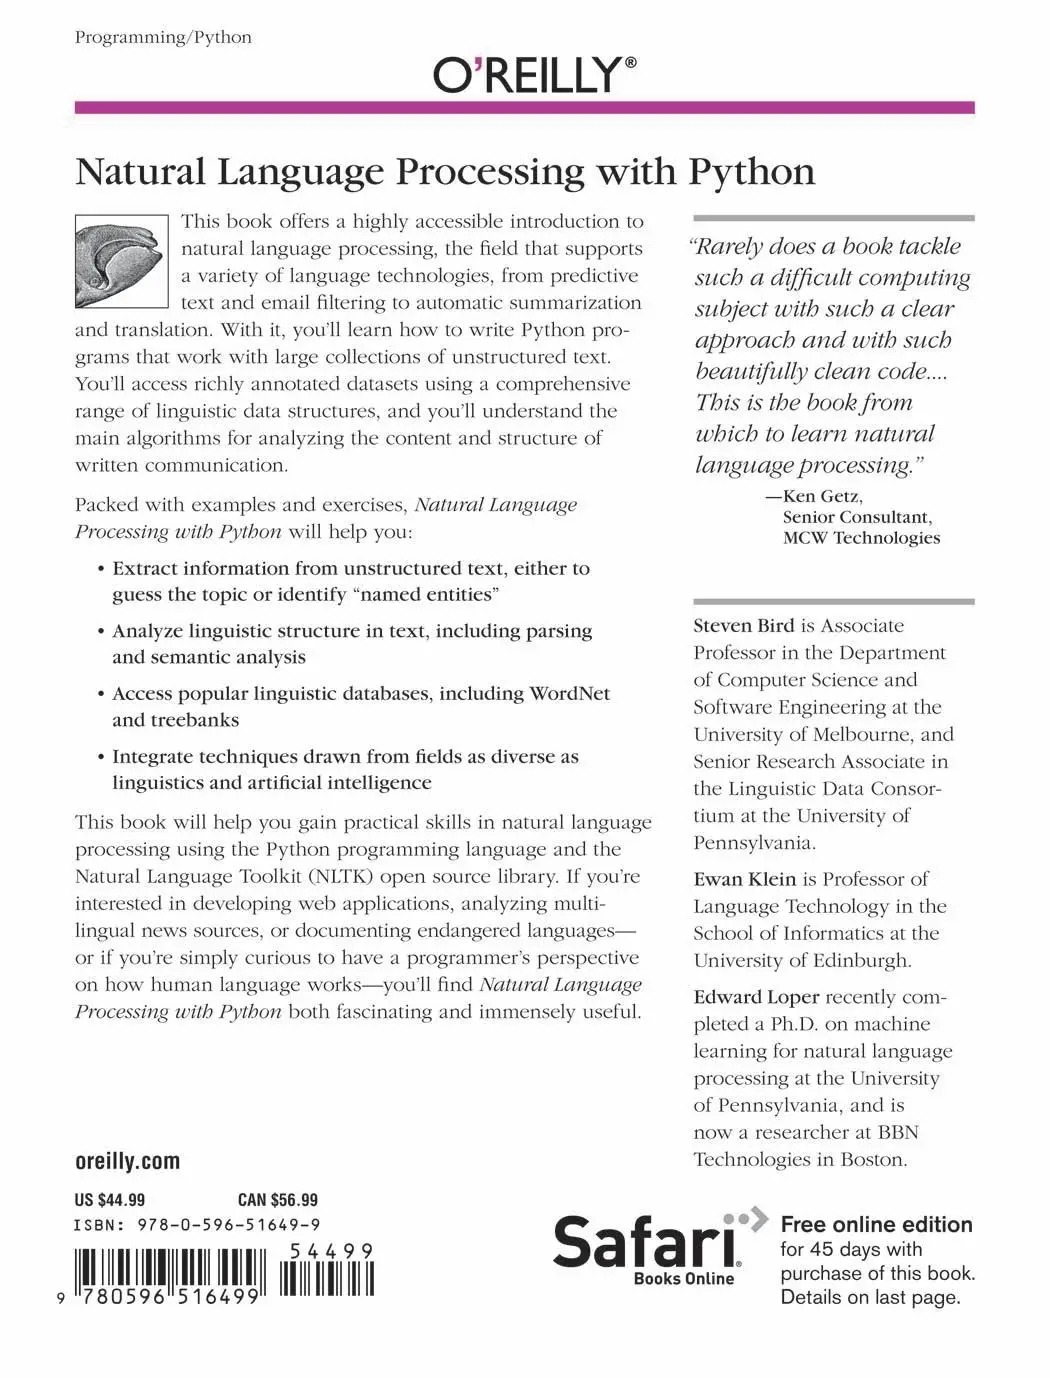 Programming/Python
O'REILLY®
Natural Language Processing with Python
This book offers a highly accessible introduction to
natural language processing, the field that supports
a variety of language technologies, from predictive
text and email filtering to automatic summarization
and translation. With it, you’ll learn how to write Python pro-
grams that work with large collections of unstructured text.
You’ll access richly annotated datasets using a comprehensive
range of linguistic data structures, and you’ll understand the
main algorithms for analyzing the content and structure of
written communication.
Packed with examples and exercises, Natural Language
Processing with Python will help you:
• Extract information from unstructured text, either to
guess the topic or identify “named entities”
• Analyze linguistic structure in text, including parsing
and semantic analysis
• Access popular linguistic databases, including WordNet
and treebanks
• Integrate techniques drawn from fields as diverse as
linguistics and artificial intelligence
This book will help you gain practical skills in natural language
processing using the Python programming language and the
Natural Language Toolkit (NLTK) open source library. If you’re
interested in developing web applications, analyzing multi-
lingual news sources, or documenting endangered languages—
or if you’re simply curious to have a programmer’s perspective
on how human language works—you’ll find Natural Language
Processing with Python both fascinating and immensely useful.
“Rarely does a book tackle
such a difficult computing
subject with such a clear
approach and with such
beautifully clean code....
This is the book from
which to learn natural
language processing.”
—Ken Getz,
Senior Consultant,
MCW Technologies
Steven Bird is Associate
Professor in the Department
of Computer Science and
Software Engineering at the
University of Melbourne, and
Senior Research Associate in
the Linguistic Data Consor-
tium at the University of
Pennsylvania.
Ewan Klein is Professor of
Language Technology in the
School of Informatics at the
University of Edinburgh.
Edward Loper recently com-
pleted a Ph.D. on machine
learning for natural language
processing at the University
of Pennsylvania, and is
now a researcher at BBN
Technologies in Boston.
oreilly.com
US $44.99 CAN $56.99
ISBN: 978-0-596-51649-9
54499
9 780596 516499
Safari®
Books Online
Free online edition
for 45 days with
purchase of this book.
Details on last page.